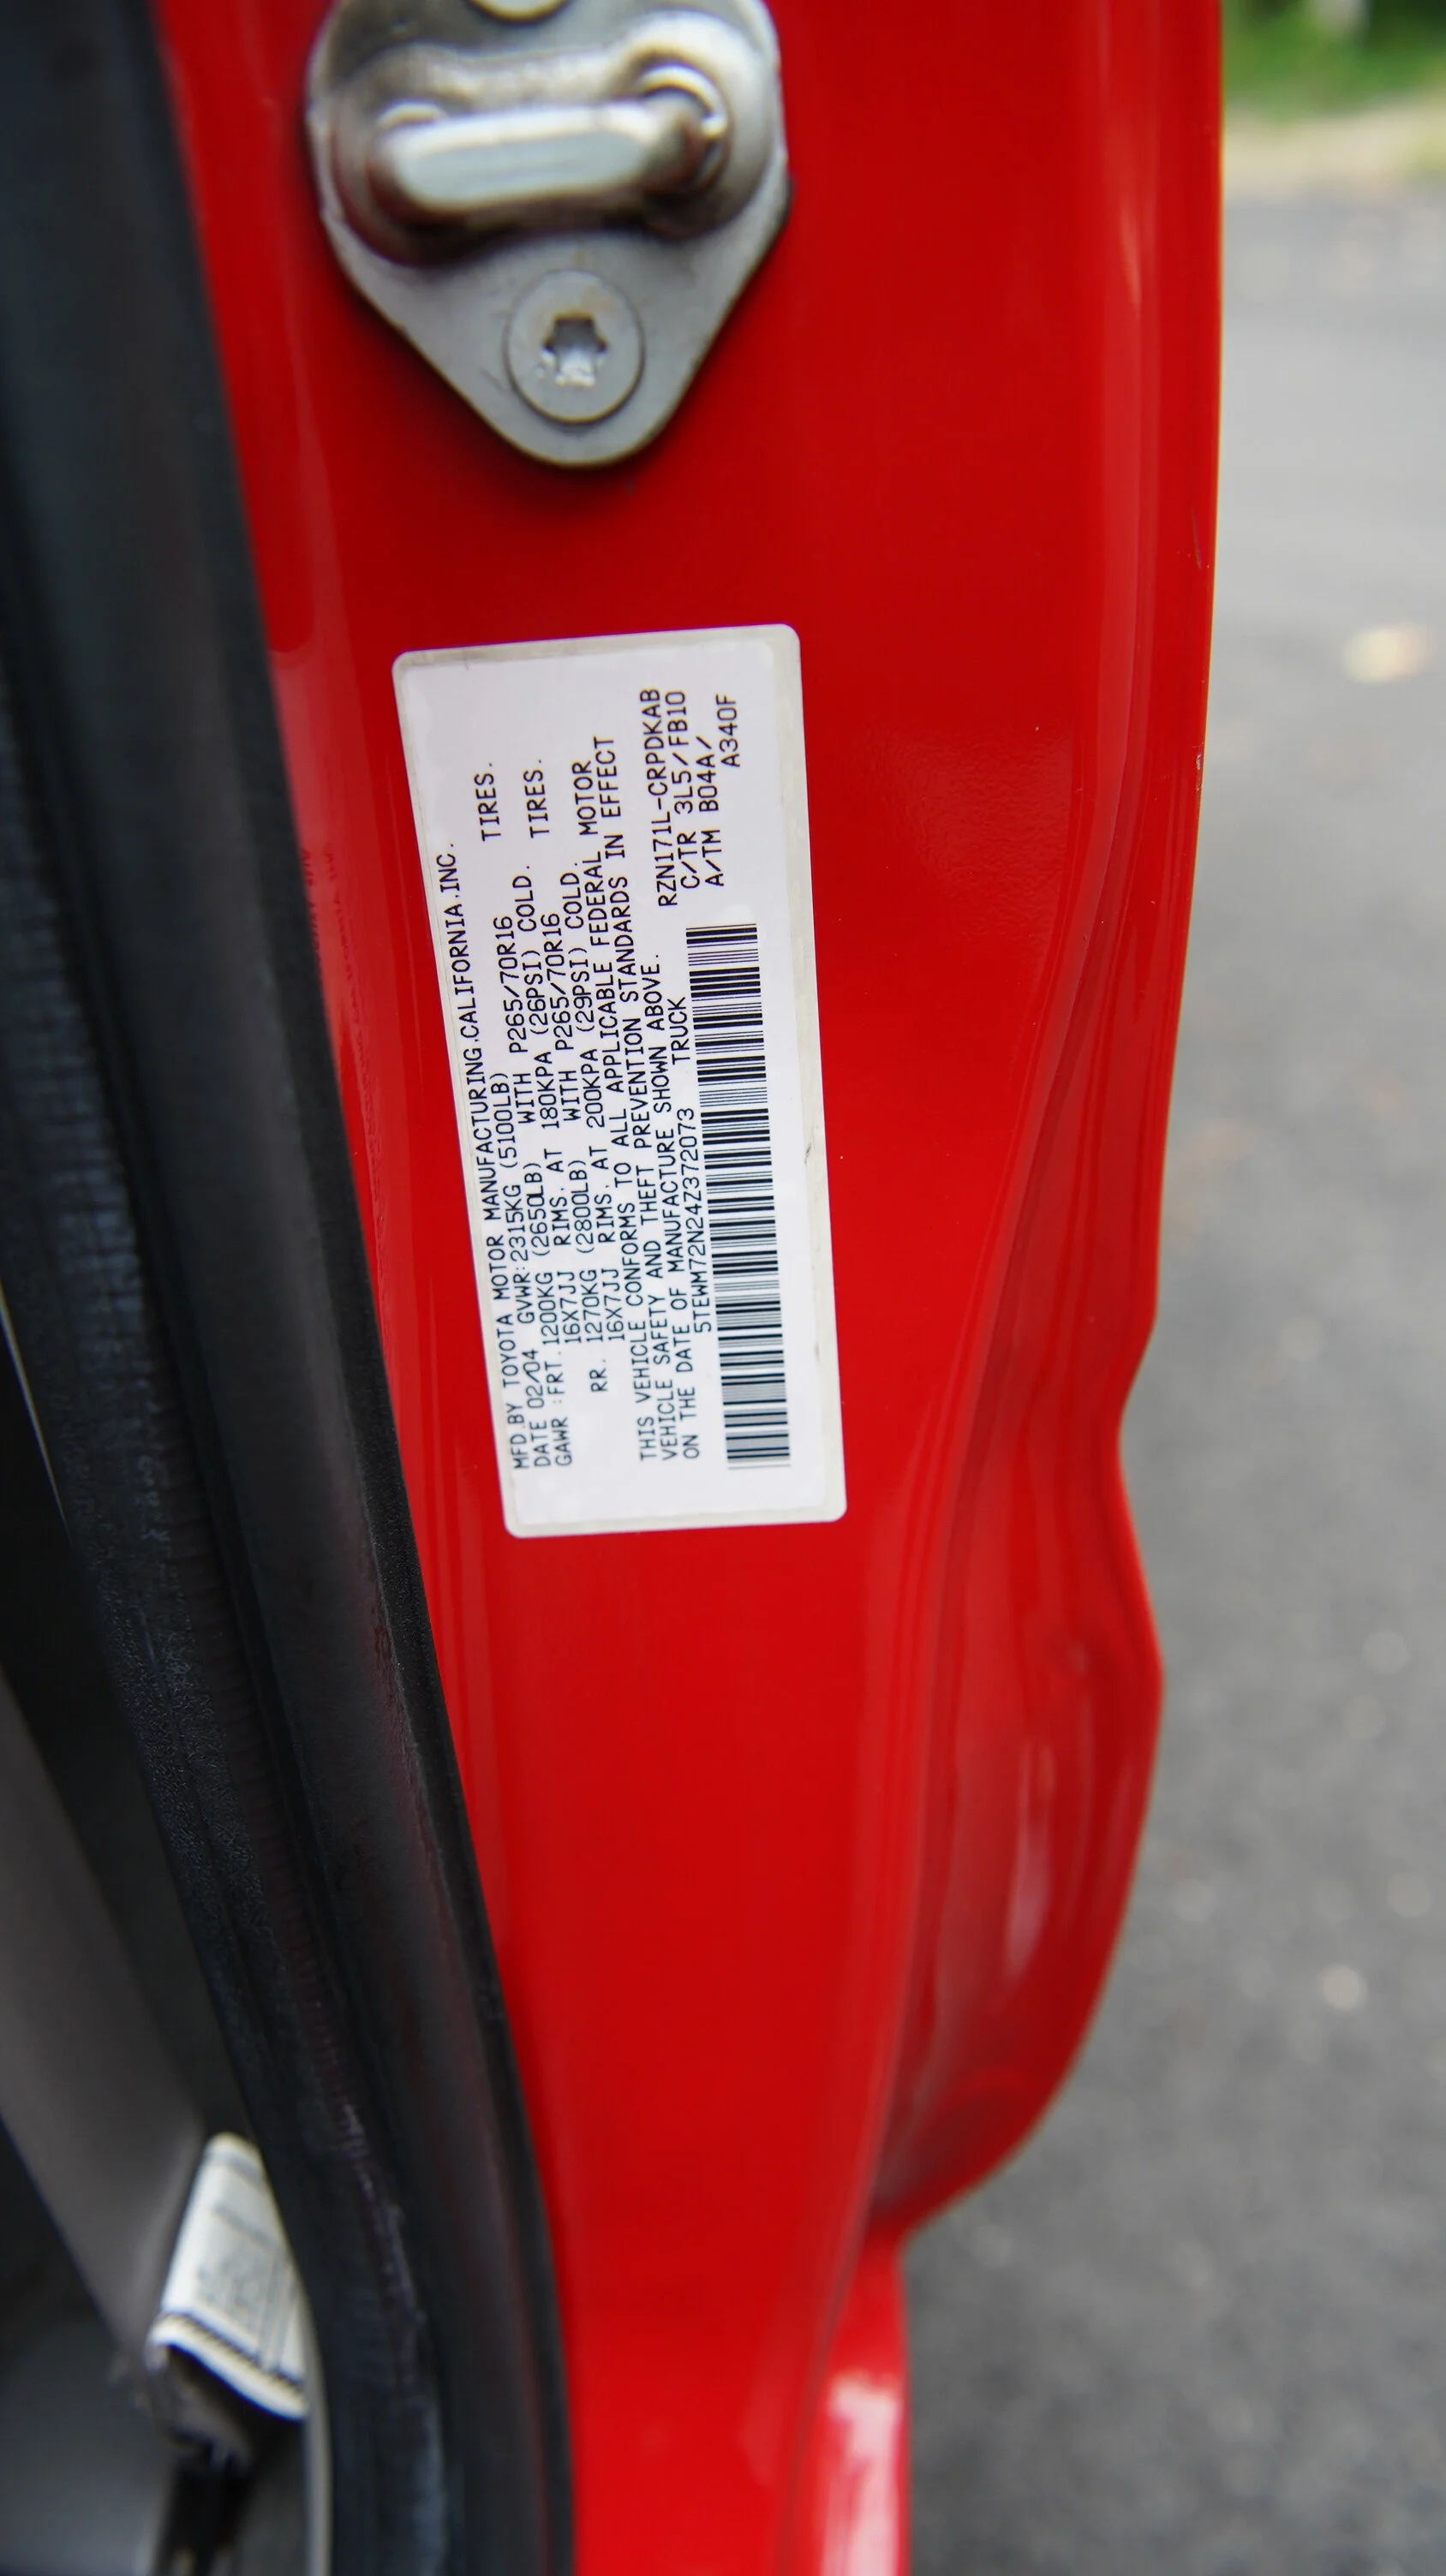 MFD.BY TOYOTA MOTOR MANUFACTURING.CALIFORNIA.INC.
DATE 02/04 GVWR:2315KG (5100LB)
GAWR :FRT.1200KG (2650LB) WITH P265/70R16 TIRES.
16X7JJ RIMS. AT 180KPA (26PSI) COLD.
RR. 1270KG (2800LB) WITH P265/70R16 TIRES.
16X7JJ RIMS. AT 200KPA (29PSI) COLD.
THIS VEHICLE CONFORMS TO ALL APPLICABLE FEDERAL MOTOR
VEHICLE SAFETY AND THEFT PREVENTION STANDARDS IN EFFECT
ON THE DATE OF MANUFACTURE SHOWN ABOVE.
5TEWM72N24Z372073 TRUCK
RZN171L-CRPDKAB
C/TR 3L5/FB10
A/TM B04A/
A340F